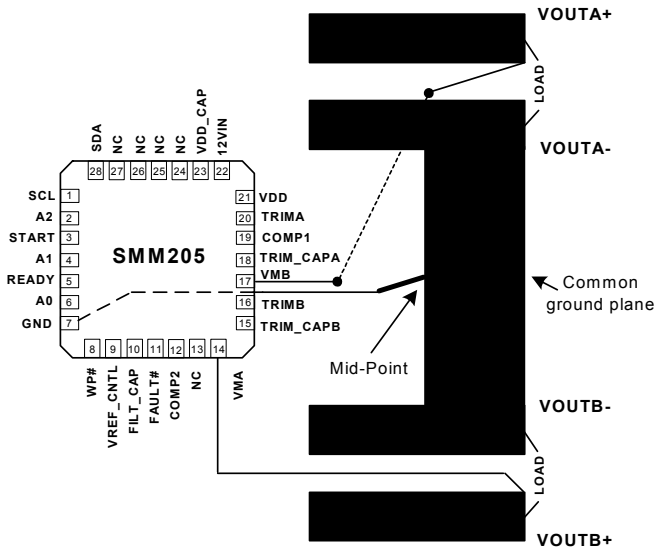 VOUTA+
LOAD
VOUTA-
SDA
NC
NC
NC
NC
VDD_CAP
12VIN
28
27
26
25
24
23
22
SCL
1
A2
2
START
3
A1
4
READY
5
A0
6
GND
7
SMM205
21
VDD
20
TRIMA
19
COMP1
18
TRIM_CAPA
17
VMB
16
TRIMB
15
TRIM_CAPB
8
9
10
11
12
13
14
WP#
VREF_CNTL
FILT_CAP
FAULT#
COMP2
NC
VMA
Common
ground plane
Mid-Point
VOUTB-
LOAD
VOUTB+